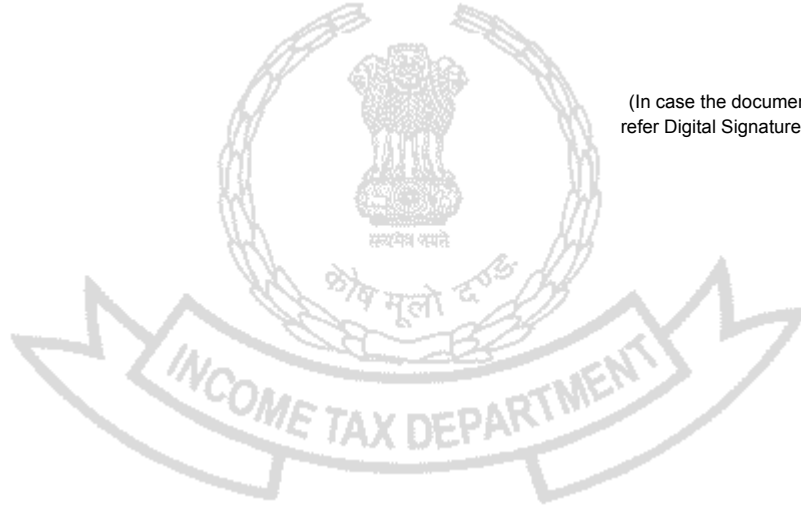 (In case the documen
refer Digital Signature
सत्यमेव जयते
कोष मूलो दण्ड:
INCOME TAX DEPARTMENT